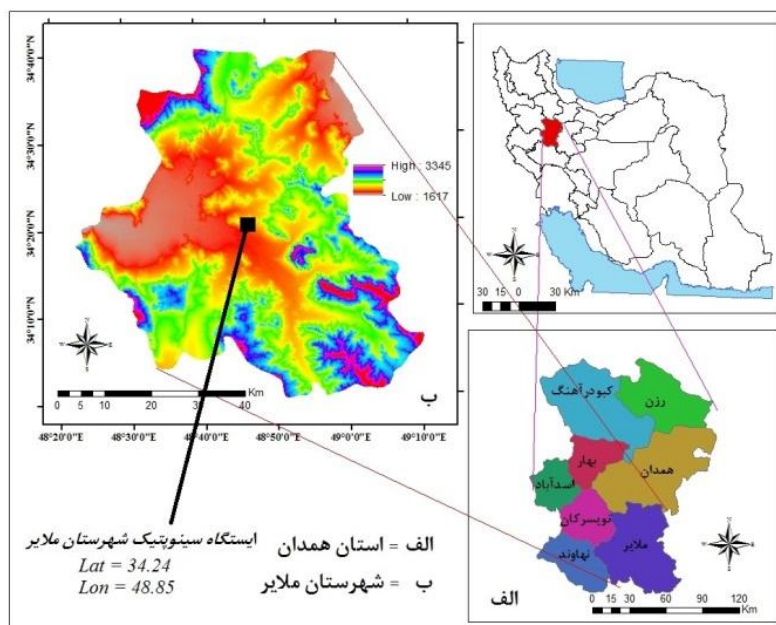 34°40'0"N
34°30'0"N
34°20'0"N
34°10'0"N
High : 3345
Low : 1617
Km
0 5 10 20 30 40
ب
48°20'0"E 48°30'0"E 48°40'0"E 48°50'0"E 49°0'0"E 49°10'0"E
30 15 0 30 Km
کبودرآهنگ
رزن
بهار
همدان
اسدآباد
تویسرکان
ملایر
نهاوند
الف
Km
0 15 30 60 90 120
ایستگاه سینوپتیک شهرستان ملایر
Lat = 34.24
Lon = 48.85
الف = استان همدان
ب = شهرستان ملایر